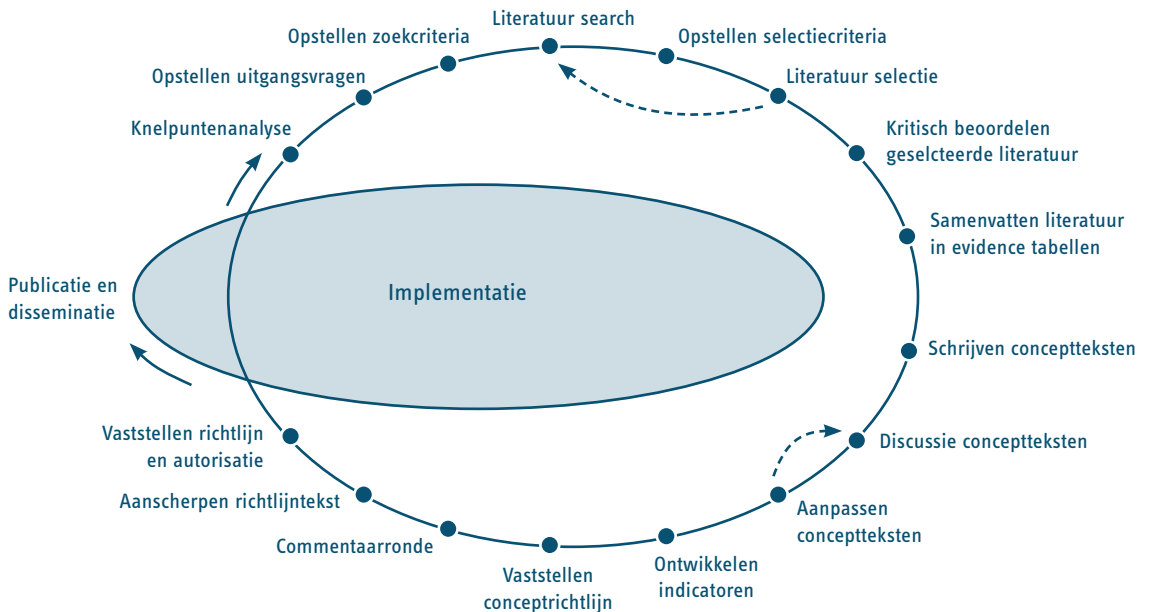 Literatuur search
Opstellen zoekcriteria
Opstellen selectiecriteria
Opstellen uitgangsvragen
Literatuur selectie
Knelpuntenanalyse
Kritisch beoordelen
geselcteerde literatuur
Samenvatten literatuur
in evidence tabellen
Publicatie en
disseminatie
Implementatie
Schrijven conceptteksten
Vaststellen richtlijn
en autorisatie
Discussie conceptteksten
Aanscherpen richtlijntekst
Aanpassen
conceptteksten
Commentaarronde
Ontwikkelen
indicatoren
Vaststellen
conceptrichtlijn